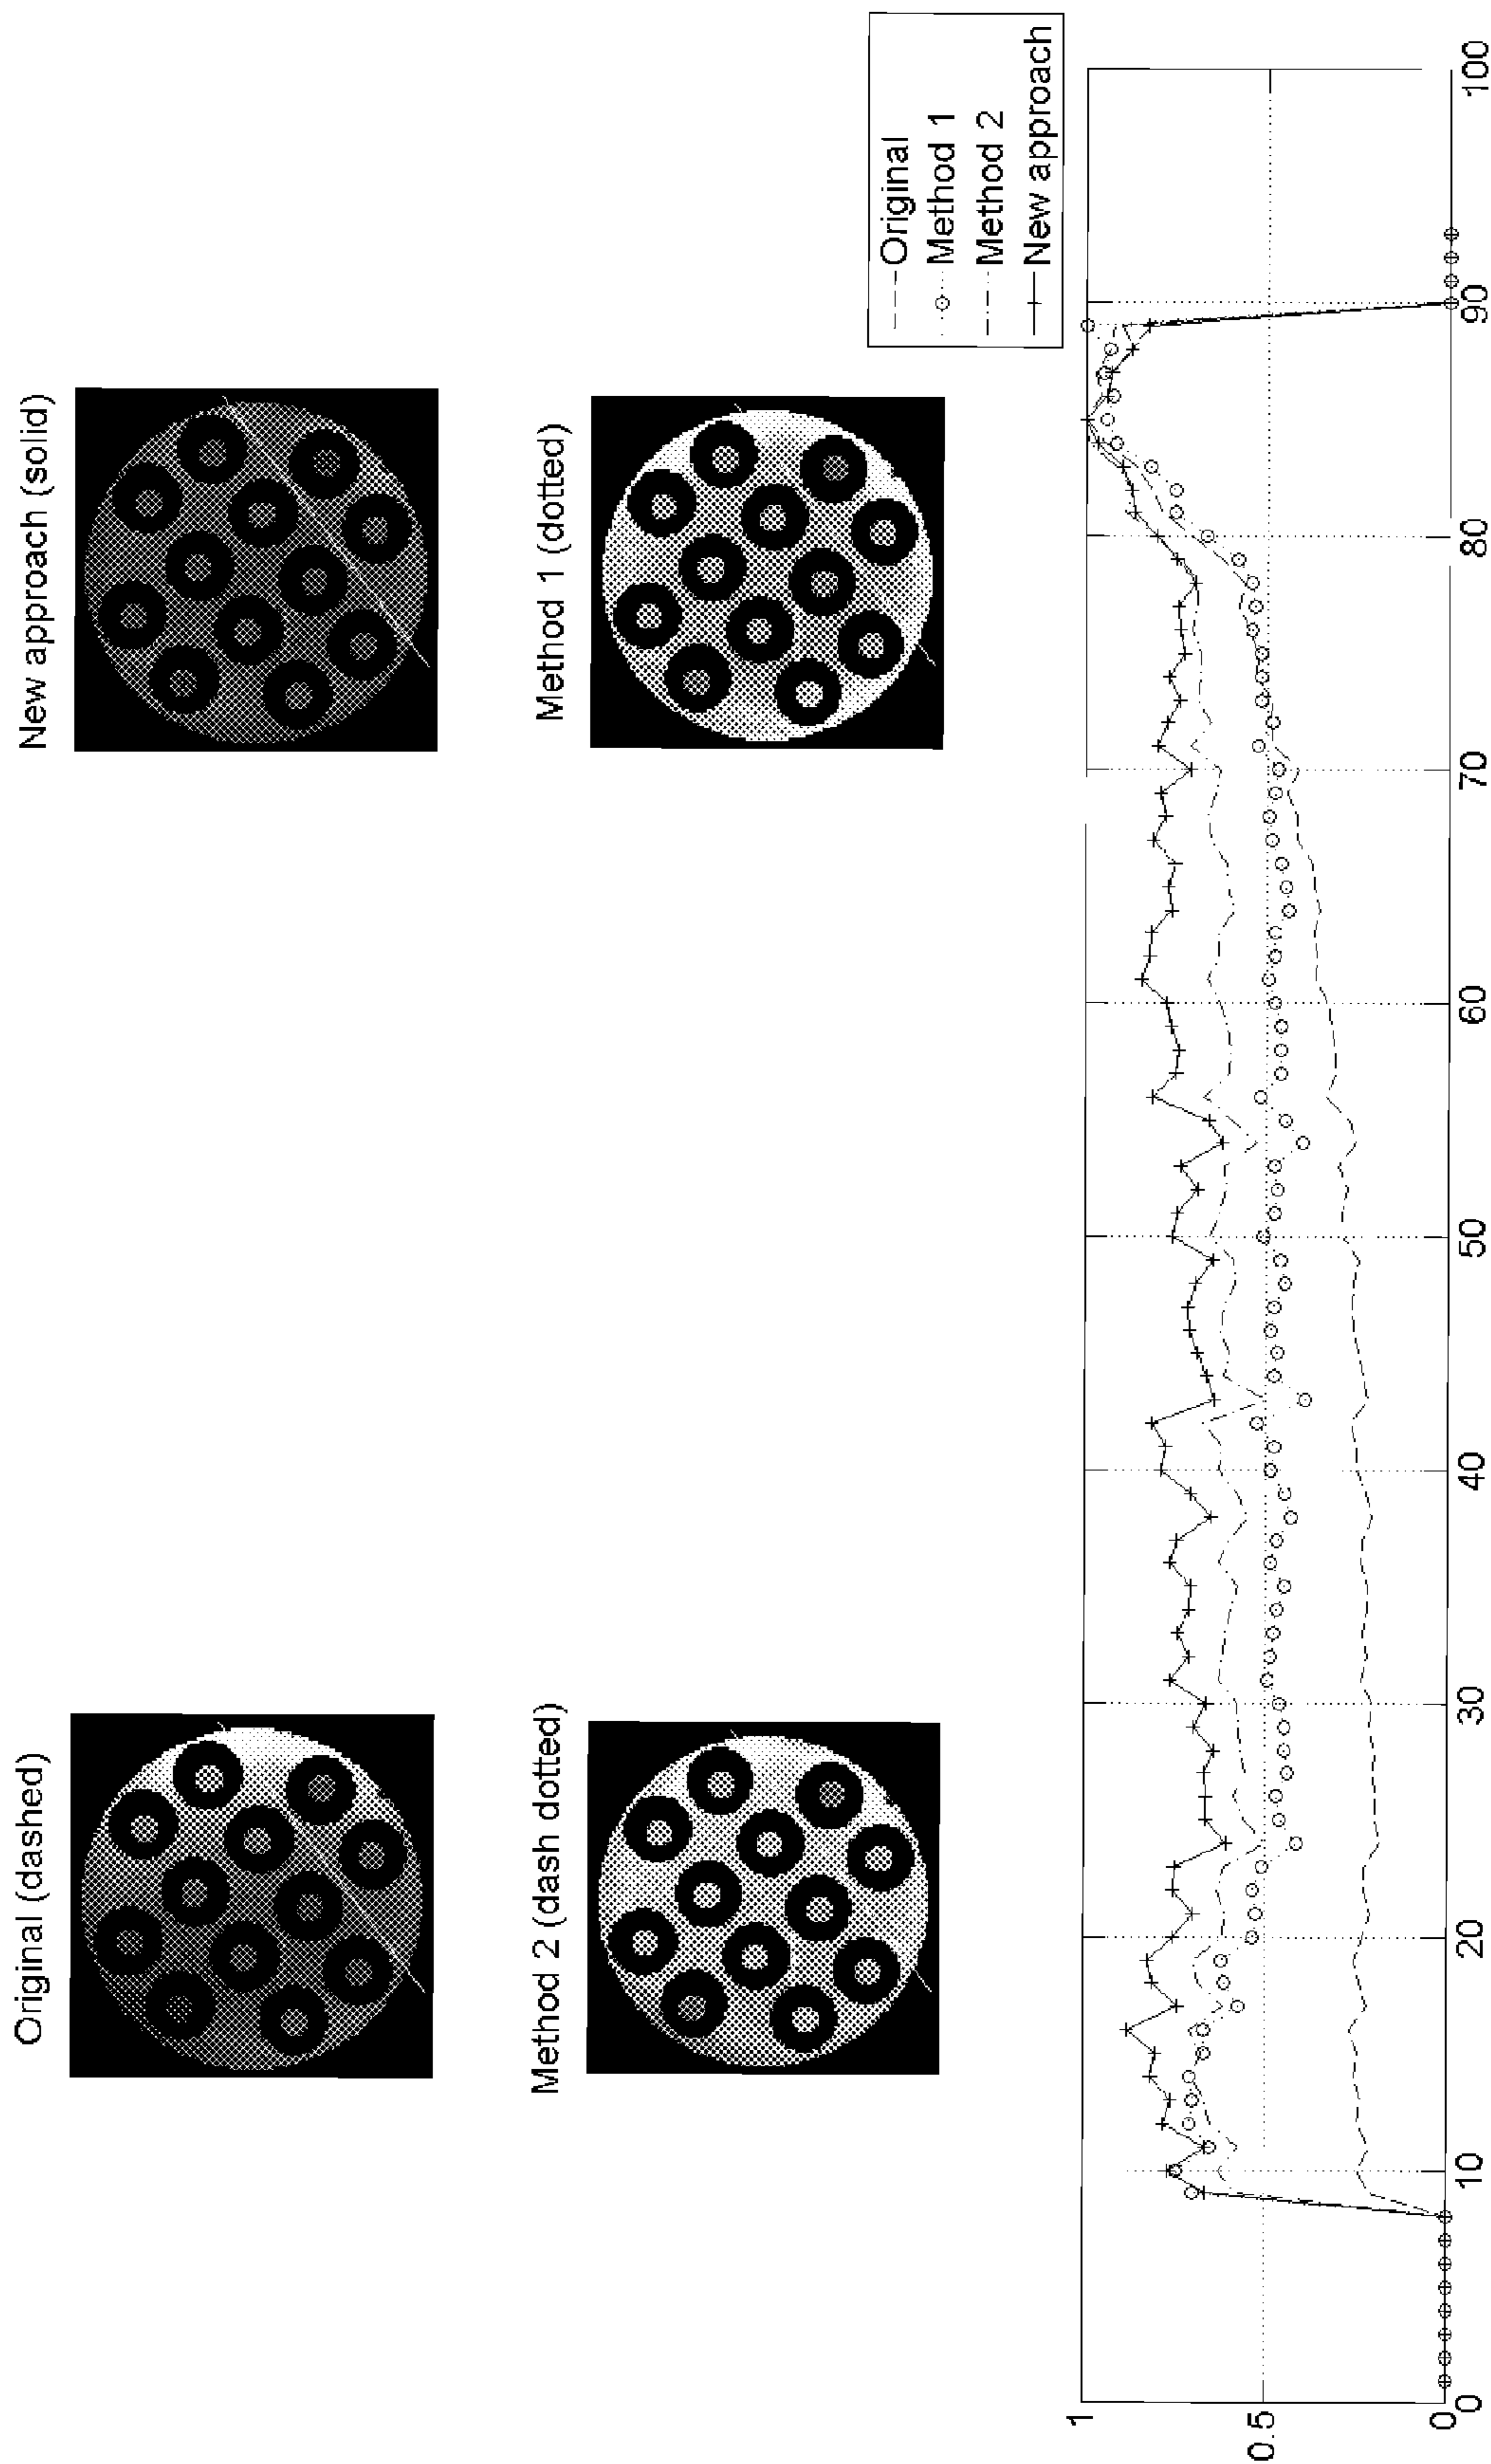 Original (dashed)
New approach (solid)
Method 2 (dash dotted)
Method 1 (dotted)
Original
Method 1
Method 2
New approach
1
0.5
0
0 10 20 30 40 50 60 70 80 90 100